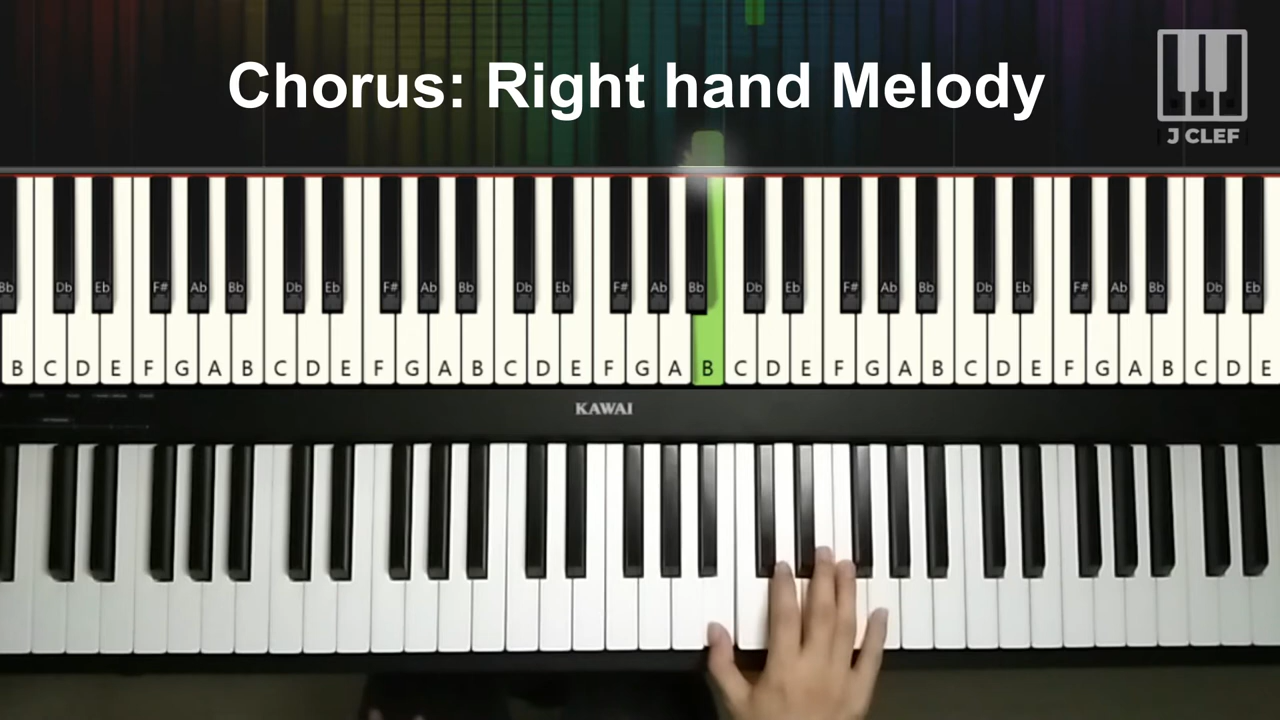 Chorus: Right hand Melody
J CLEF
Bb Db Eb F# Ab Bb Db Eb F# Ab Bb Db Eb F# Ab Bb Db Eb F# Ab Bb Db Eb F# Ab Bb Db Eb
B C D E F G A B C D E F G A B C D E F G A B C D E F G A B C D E F G A B C D E
KAWAI